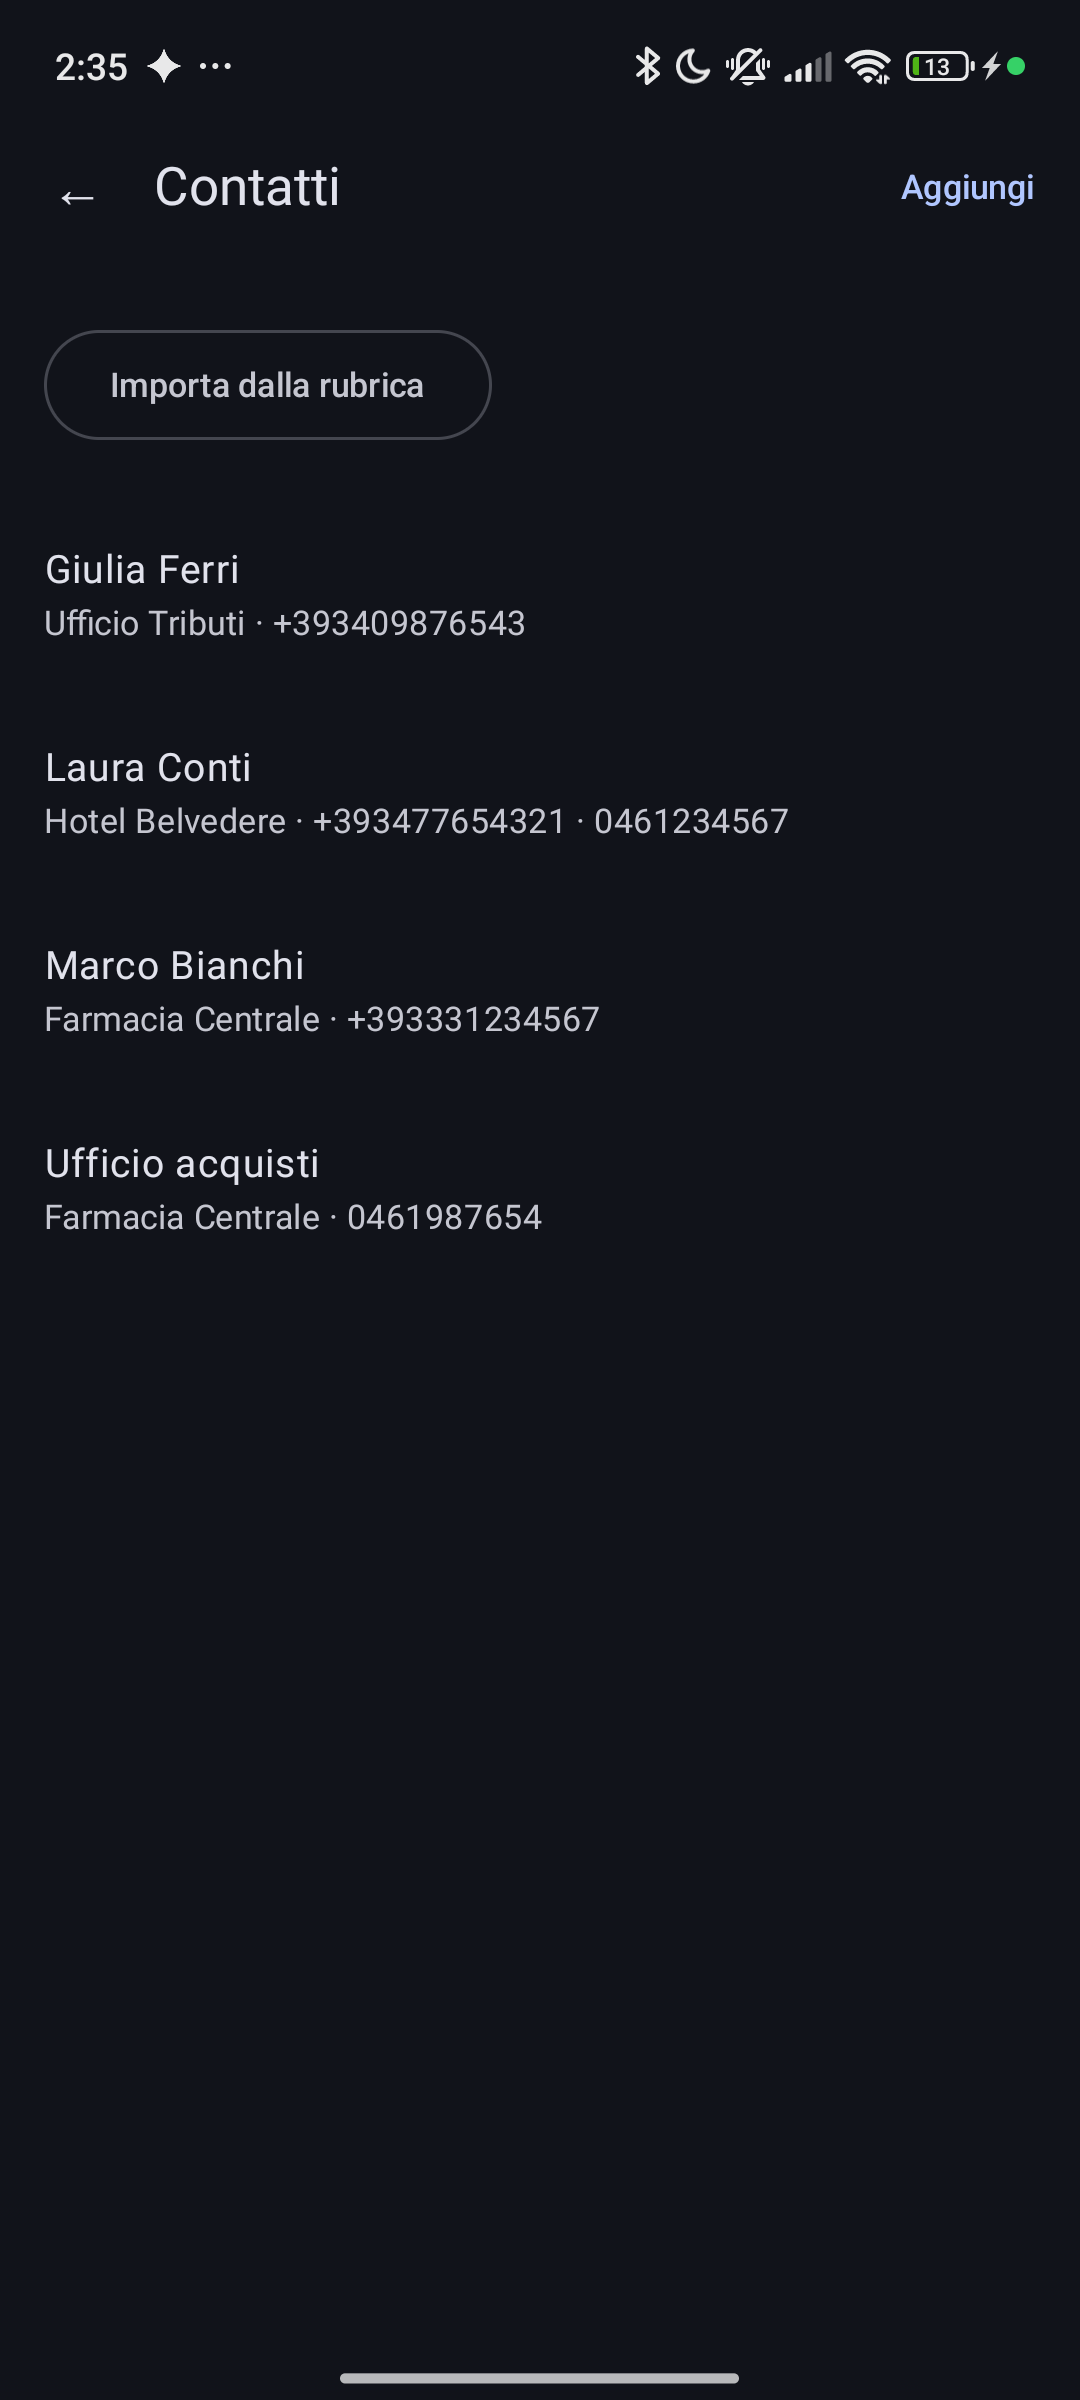 2:35
13
← Contatti
Aggiungi
Importa dalla rubrica
Giulia Ferri
Ufficio Tributi · +393409876543
Laura Conti
Hotel Belvedere · +393477654321 · 0461234567
Marco Bianchi
Farmacia Centrale · +393331234567
Ufficio acquisti
Farmacia Centrale · 0461987654